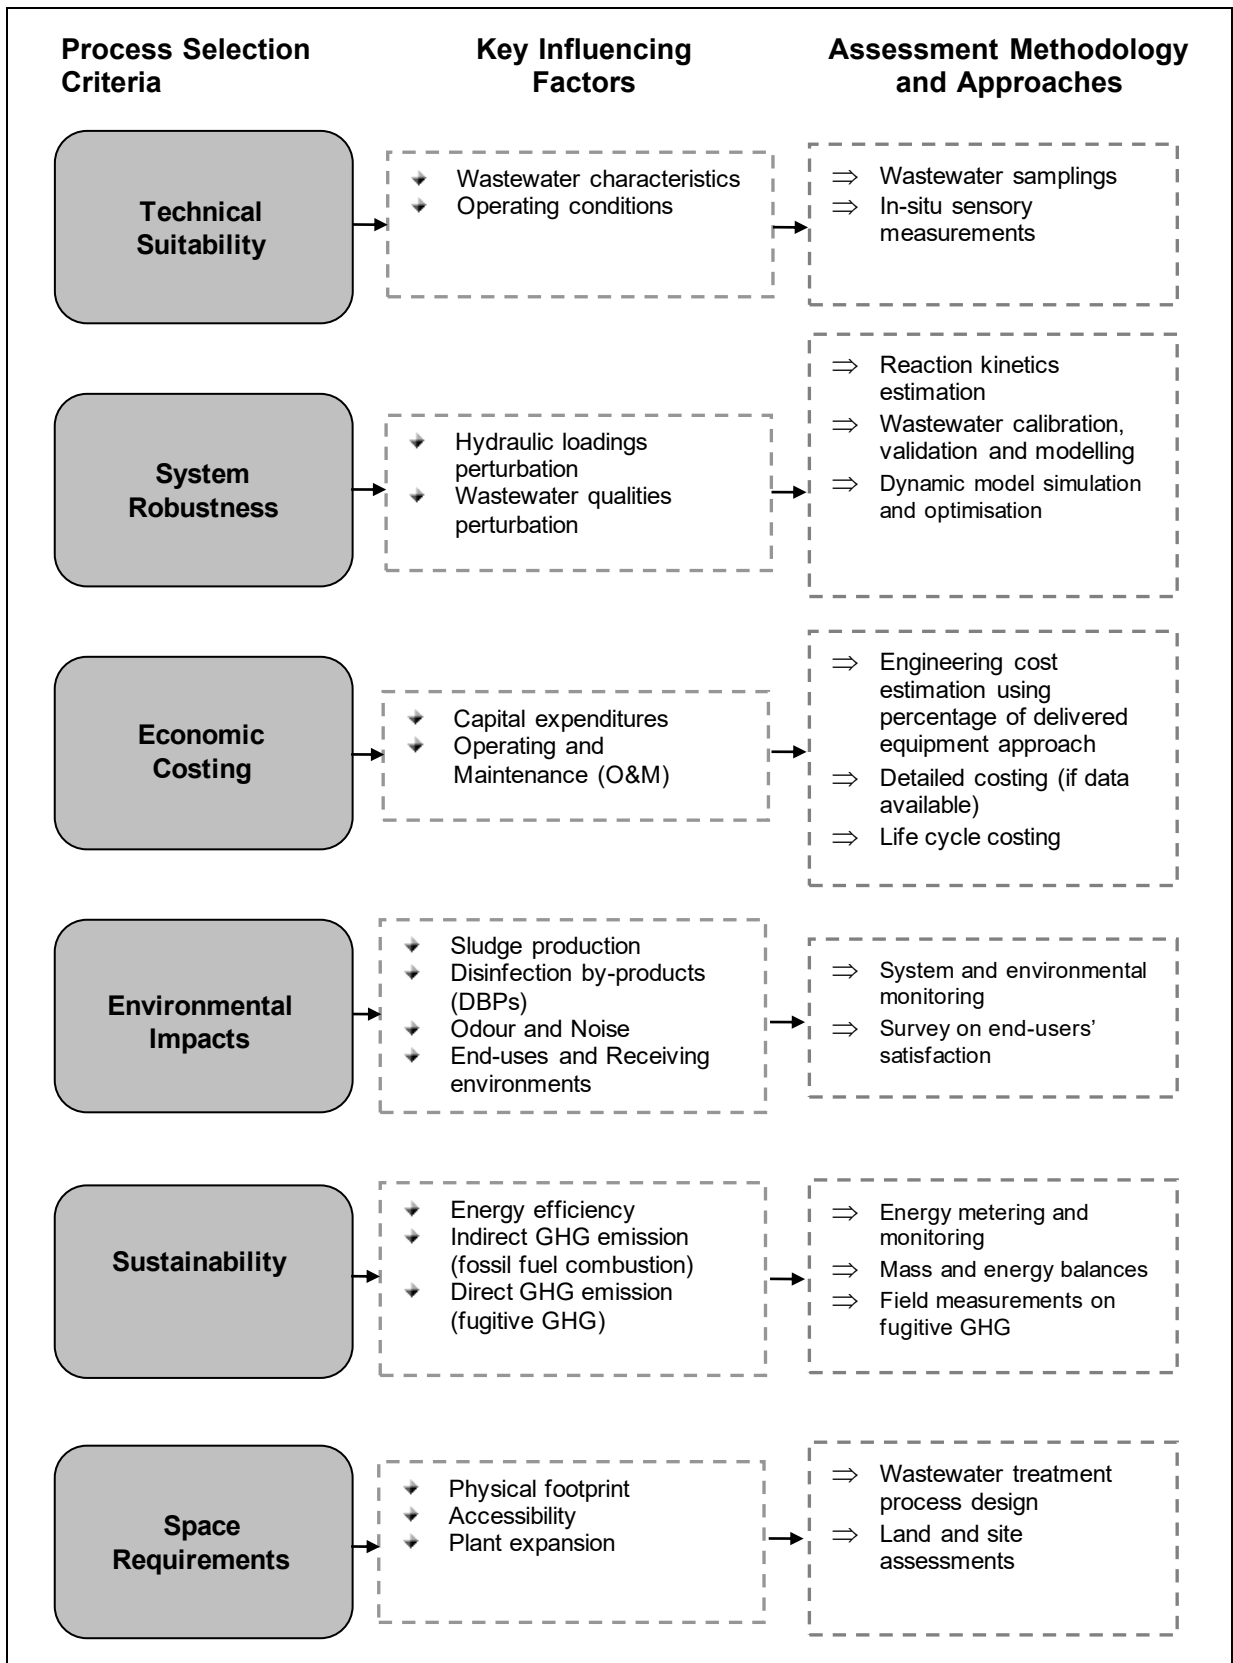 Process Selection
Criteria
Key Influencing
Factors
Assessment Methodology
and Approaches
Technical
Suitability
Wastewater characteristics
Operating conditions
⇒ Wastewater samplings
⇒ In-situ sensory
measurements
System
Robustness
Hydraulic loadings
perturbation
Wastewater qualities
perturbation
⇒ Reaction kinetics
estimation
⇒ Wastewater calibration,
validation and modelling
⇒ Dynamic model simulation
and optimisation
Economic
Costing
Capital expenditures
Operating and
Maintenance (O&M)
⇒ Engineering cost
estimation using
percentage of delivered
equipment approach
⇒ Detailed costing (if data
available)
⇒ Life cycle costing
Environmental
Impacts
Sludge production
Disinfection by-products
(DBPs)
Odour and Noise
End-uses and Receiving
environments
⇒ System and environmental
monitoring
⇒ Survey on end-users’
satisfaction
Sustainability
Energy efficiency
Indirect GHG emission
(fossil fuel combustion)
Direct GHG emission
(fugitive GHG)
⇒ Energy metering and
monitoring
⇒ Mass and energy balances
⇒ Field measurements on
fugitive GHG
Space
Requirements
Physical footprint
Accessibility
Plant expansion
⇒ Wastewater treatment
process design
⇒ Land and site
assessments